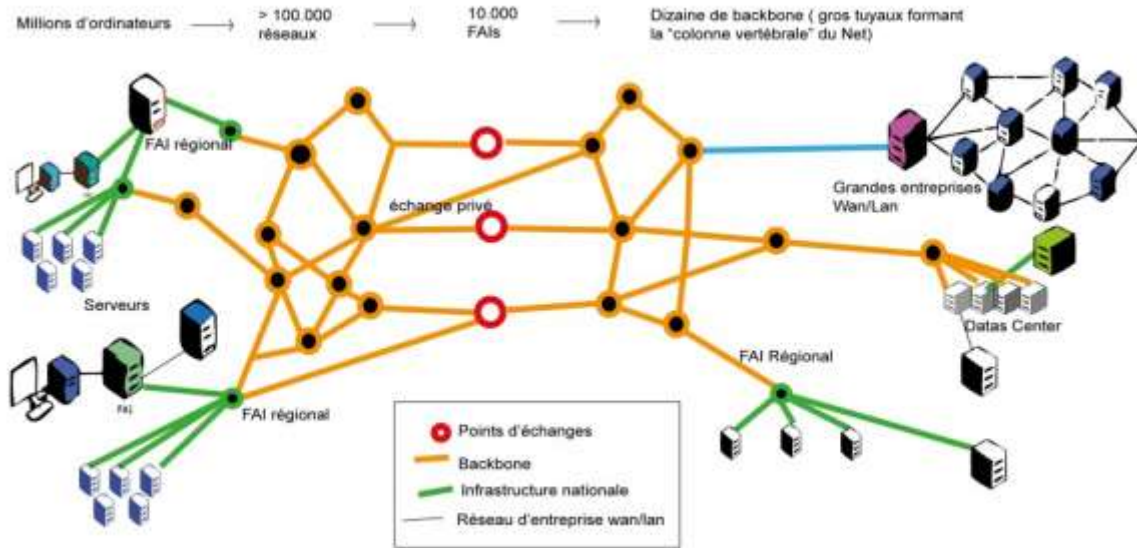 Millions d'ordinateurs
> 100.000
réseaux
10.000
FAIs
Dizaine de backbone ( gros tuyaux formant
la "colonne vertébrale" du Net)
FAI régional
échange privé
Grandes entreprises
Wan/Lan
Serveurs
Datas Center
FAI
FAI régional
FAI Régional
Points d'échanges
Backbone
Infrastructure nationale
Réseau d'entreprise wan/lan